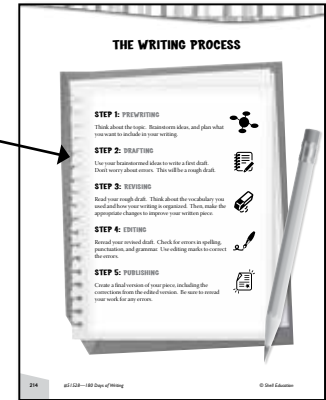 THE WRITING PROCESS
STEP 1: PREWRITING
Think about the topic. Brainstorm ideas, and plan what
you want to include in your writing.
STEP 2: DRAFTING
Use your brainstormed ideas to write a first draft.
Don't worry about errors. This will be a rough draft.
STEP 3: REVISING
Read your rough draft. Think about the vocabulary you
used and how your writing is organized. Then, make the
appropriate changes to improve your written piece.
STEP 4: EDITING
Reread your revised draft. Check for errors in spelling,
punctuation, and grammar. Use editing marks to correct
the errors.
STEP 5: PUBLISHING
Create a final version of your piece, including the
corrections from the edited version. Be sure to reread
your work for any errors.
214 #51528—180 Days of Writing © Shell Education